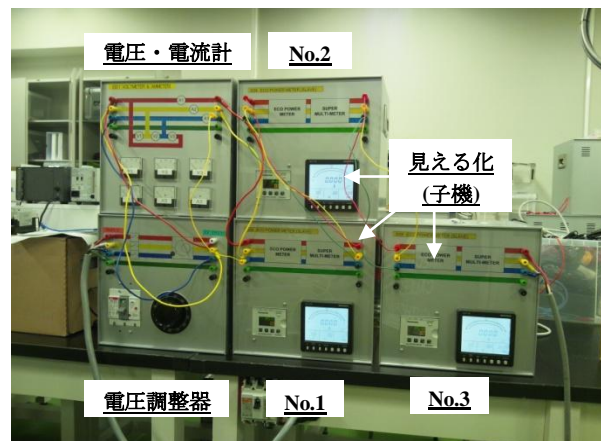 電圧・電流計
No.2
ECO POWER METER
SUPER MULTI-METER
見える化
(子機)
ECO POWER METER
SUPER MULTI-METER
ECO POWER METER
SUPER MULTI-METER
電圧調整器
No.1
No.3